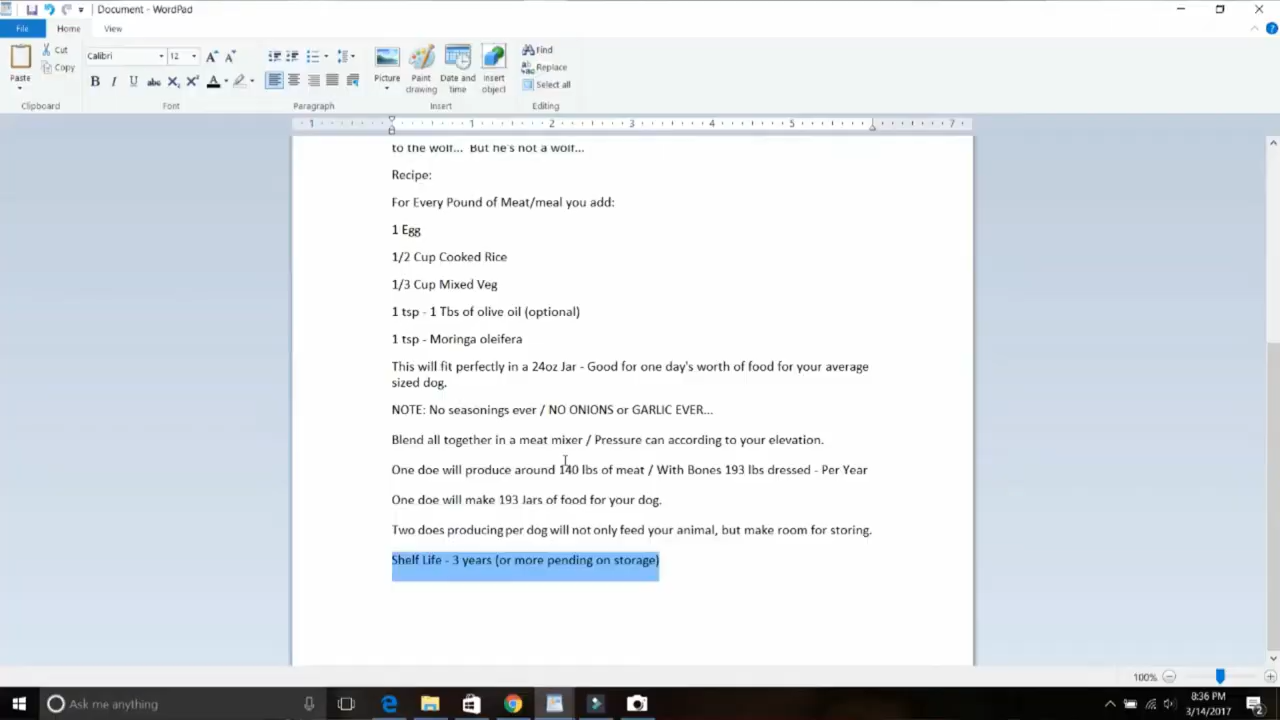 Document - WordPad
File
Home
View
Paste
Cut
Copy
Clipboard
Calibri
12
Font
Paragraph
Picture
Paint drawing
Date and time
Insert object
Insert
Find
Replace
Select all
Editing
1 1 2 3 4 5 7
to the wolf... But he's not a wolf...
Recipe:
For Every Pound of Meat/meal you add:
1 Egg
1/2 Cup Cooked Rice
1/3 Cup Mixed Veg
1 tsp - 1 Tbs of olive oil (optional)
1 tsp - Moringa oleifera
This will fit perfectly in a 24oz Jar - Good for one day's worth of food for your average
sized dog.
NOTE: No seasonings ever / NO ONIONS or GARLIC EVER...
Blend all together in a meat mixer / Pressure can according to your elevation.
One doe will produce around 140 lbs of meat / With Bones 193 lbs dressed - Per Year
One doe will make 193 Jars of food for your dog.
Two does producing per dog will not only feed your animal, but make room for storing.
Shelf Life - 3 years (or more pending on storage)
100%
Ask me anything
8:36 PM
3/14/2017